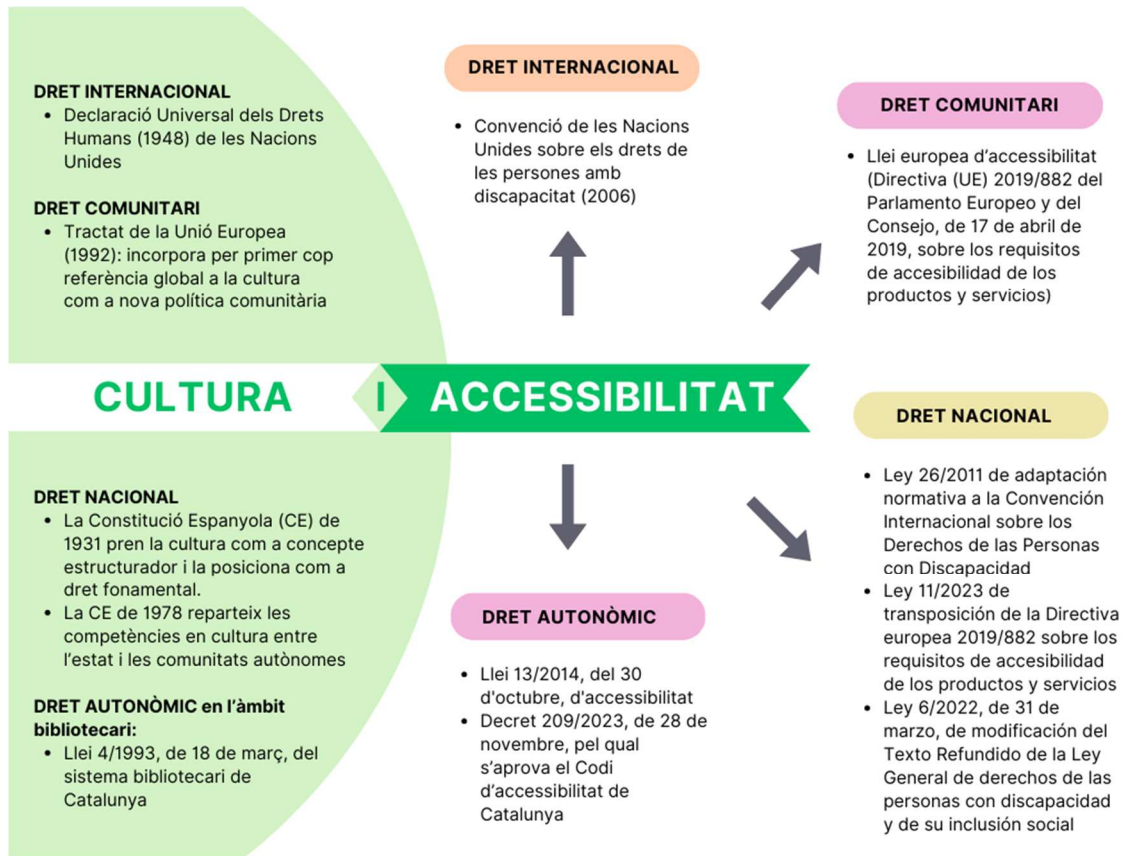 DRET INTERNACIONAL
• Declaració Universal dels Drets
Humans (1948) de les Nacions
Unides
DRET COMUNITARI
• Tractat de la Unió Europea
(1992): incorpora per primer cop
referència global a la cultura
com a nova política comunitària
CULTURA I ACCESSIBILITAT
DRET NACIONAL
• La Constitució Espanyola (CE) de
1931 pren la cultura com a concepte
estructurador i la posiciona com a
dret fonamental.
• La CE de 1978 reparteix les
competències en cultura entre
l'estat i les comunitats autònomes
DRET AUTONÒMIC en l'àmbit
bibliotecari:
• Llei 4/1993, de 18 de març, del
sistema bibliotecari de
Catalunya
DRET INTERNACIONAL
• Convenció de les Nacions
Unides sobre els drets de
les persones amb
discapacitat (2006)
DRET COMUNITARI
• Llei europea d'accessibilitat
(Directiva (UE) 2019/882 del
Parlamento Europeo y del
Consejo, de 17 de abril de
2019, sobre los requisitos
de accesibilidad de los
productos y servicios)
DRET AUTONÒMIC
• Llei 13/2014, del 30
d'octubre, d'accessibilitat
• Decret 209/2023, de 28 de
novembre, pel qual
s'aprova el Codi
d'accessibilitat de
Catalunya
DRET NACIONAL
• Ley 26/2011 de adaptación
normativa a la Convención
Internacional sobre los
Derechos de las Personas
con Discapacidad
• Ley 11/2023 de
transposición de la Directiva
europea 2019/882 sobre los
requisitos de accesibilidad
de los productos y servicios
• Ley 6/2022, de 31 de
marzo, de modificación del
Texto Refundido de la Ley
General de derechos de las
personas con discapacidad
y de su inclusión social